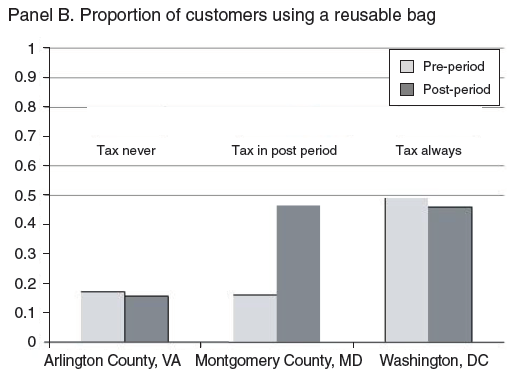 Panel B. Proportion of customers using a reusable bag
1
0.9
0.8
0.7
0.6
0.5
0.4
0.3
0.2
0.1
0
Pre-period
Post-period
Tax never
Tax in post period
Tax always
Arlington County, VA
Montgomery County, MD
Washington, DC